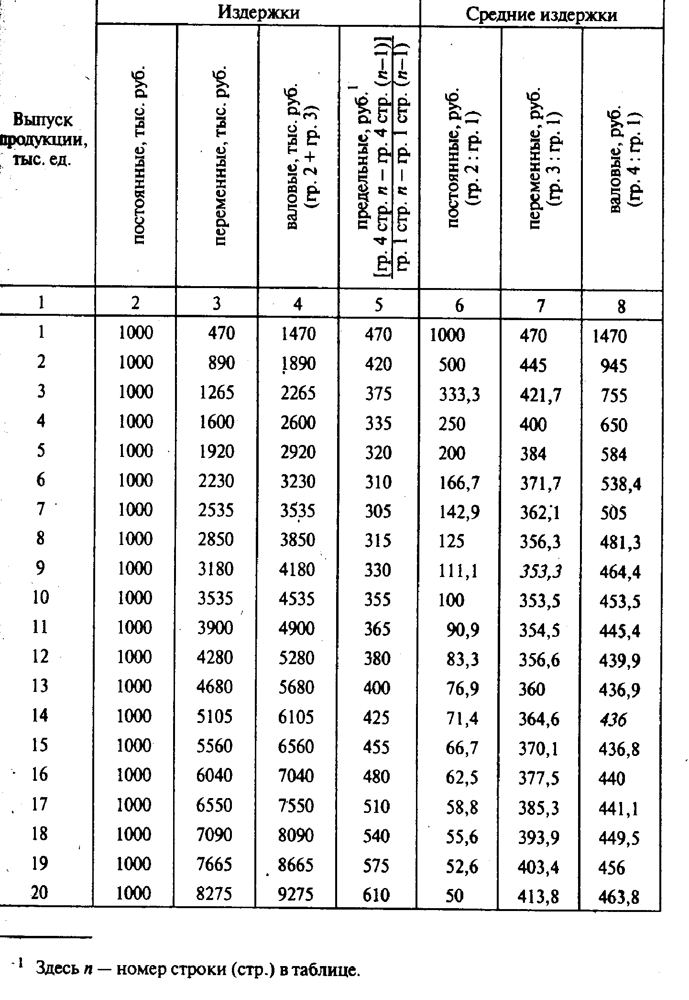 Издержки
Средние издержки
Выпуск
продукции,
тыс. ед.
постоянные, тыс. руб.
переменные, тыс. руб.
валовые, тыс. руб.
(гр. 2 + гр. 3)
предельные, руб.1
[гр. 4 стр. n – гр. 4 стр. (n–1)]
гр. 1 стр. n – гр. 1 стр. (n–1)
постоянные, руб.
(гр. 2 : гр. 1)
переменные, руб.
(гр. 3 : гр. 1)
валовые, руб.
(гр. 4 : гр. 1)
1 2 3 4 5 6 7 8
1 1000 470 1470 470 1000 470 1470
2 1000 890 1890 420 500 445 945
3 1000 1265 2265 375 333,3 421,7 755
4 1000 1600 2600 335 250 400 650
5 1000 1920 2920 320 200 384 584
6 1000 2230 3230 310 166,7 371,7 538,4
7 1000 2535 3535 305 142,9 362,1 505
8 1000 2850 3850 315 125 356,3 481,3
9 1000 3180 4180 330 111,1 353,3 464,4
10 1000 3535 4535 355 100 353,5 453,5
11 1000 3900 4900 365 90,9 354,5 445,4
12 1000 4280 5280 380 83,3 356,6 439,9
13 1000 4680 5680 400 76,9 360 436,9
14 1000 5105 6105 425 71,4 364,6 436
15 1000 5560 6560 455 66,7 370,1 436,8
16 1000 6040 7040 480 62,5 377,5 440
17 1000 6550 7550 510 58,8 385,3 441,1
18 1000 7090 8090 540 55,6 393,9 449,5
19 1000 7665 8665 575 52,6 403,4 456
20 1000 8275 9275 610 50 413,8 463,8
1 Здесь n — номер строки (стр.) в таблице.